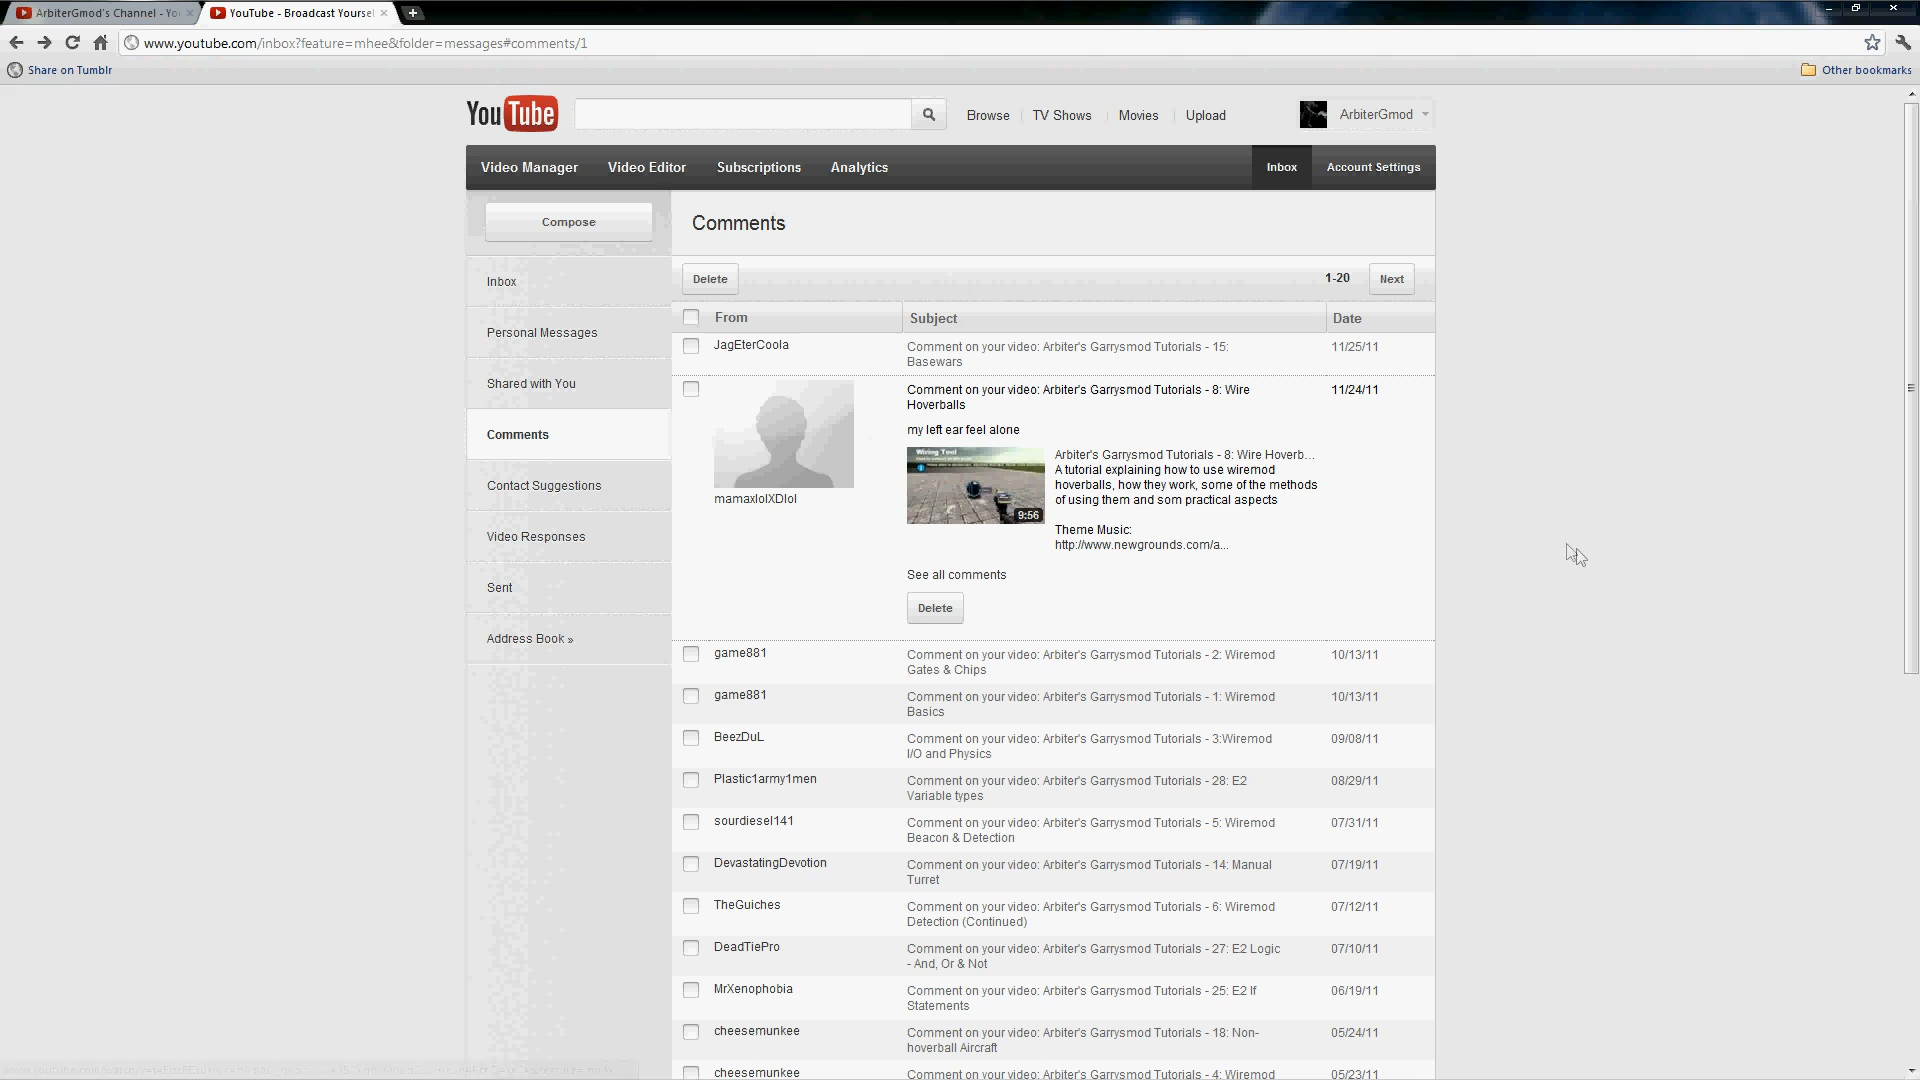 ArbiterGmod's Channel - Yo
YouTube - Broadcast Yoursel
www.youtube.com/inbox?feature=mhee&folder=messages#comments/1
Share on Tumblr
Other bookmarks
YouTube
Browse
TV Shows
Movies
Upload
ArbiterGmod
Video Manager
Video Editor
Subscriptions
Analytics
Inbox
Account Settings
Compose
Comments
Inbox
Personal Messages
Shared with You
Comments
Contact Suggestions
Video Responses
Sent
Address Book »
Delete
1-20
Next
From
Subject
Date
JagEterCoola
Comment on your video: Arbiter's Garrysmod Tutorials - 15:
Basewars
11/25/11
mamaxlolXDlol
Comment on your video: Arbiter's Garrysmod Tutorials - 8: Wire
Hoverballs
11/24/11
my left ear feel alone
Wiring Tool
9:56
Arbiter's Garrysmod Tutorials - 8: Wire Hoverb...
A tutorial explaining how to use wiremod
hoverballs, how they work, some of the methods
of using them and som practical aspects
Theme Music:
http://www.newgrounds.com/a...
See all comments
Delete
game881
Comment on your video: Arbiter's Garrysmod Tutorials - 2: Wiremod
Gates & Chips
10/13/11
game881
Comment on your video: Arbiter's Garrysmod Tutorials - 1: Wiremod
Basics
10/13/11
BeezDuL
Comment on your video: Arbiter's Garrysmod Tutorials - 3:Wiremod
I/O and Physics
09/08/11
Plastic1army1men
Comment on your video: Arbiter's Garrysmod Tutorials - 28: E2
Variable types
08/29/11
sourdiesel141
Comment on your video: Arbiter's Garrysmod Tutorials - 5: Wiremod
Beacon & Detection
07/31/11
DevastatingDevotion
Comment on your video: Arbiter's Garrysmod Tutorials - 14: Manual
Turret
07/19/11
TheGuiches
Comment on your video: Arbiter's Garrysmod Tutorials - 6: Wiremod
Detection (Continued)
07/12/11
DeadTiePro
Comment on your video: Arbiter's Garrysmod Tutorials - 27: E2 Logic
- And, Or & Not
07/10/11
MrXenophobia
Comment on your video: Arbiter's Garrysmod Tutorials - 25: E2 If
Statements
06/19/11
cheesemunkee
Comment on your video: Arbiter's Garrysmod Tutorials - 18: Non-
hoverball Aircraft
05/24/11
cheesemunkee
Comment on your video: Arbiter's Garrysmod Tutorials - 4: Wiremod
05/23/11